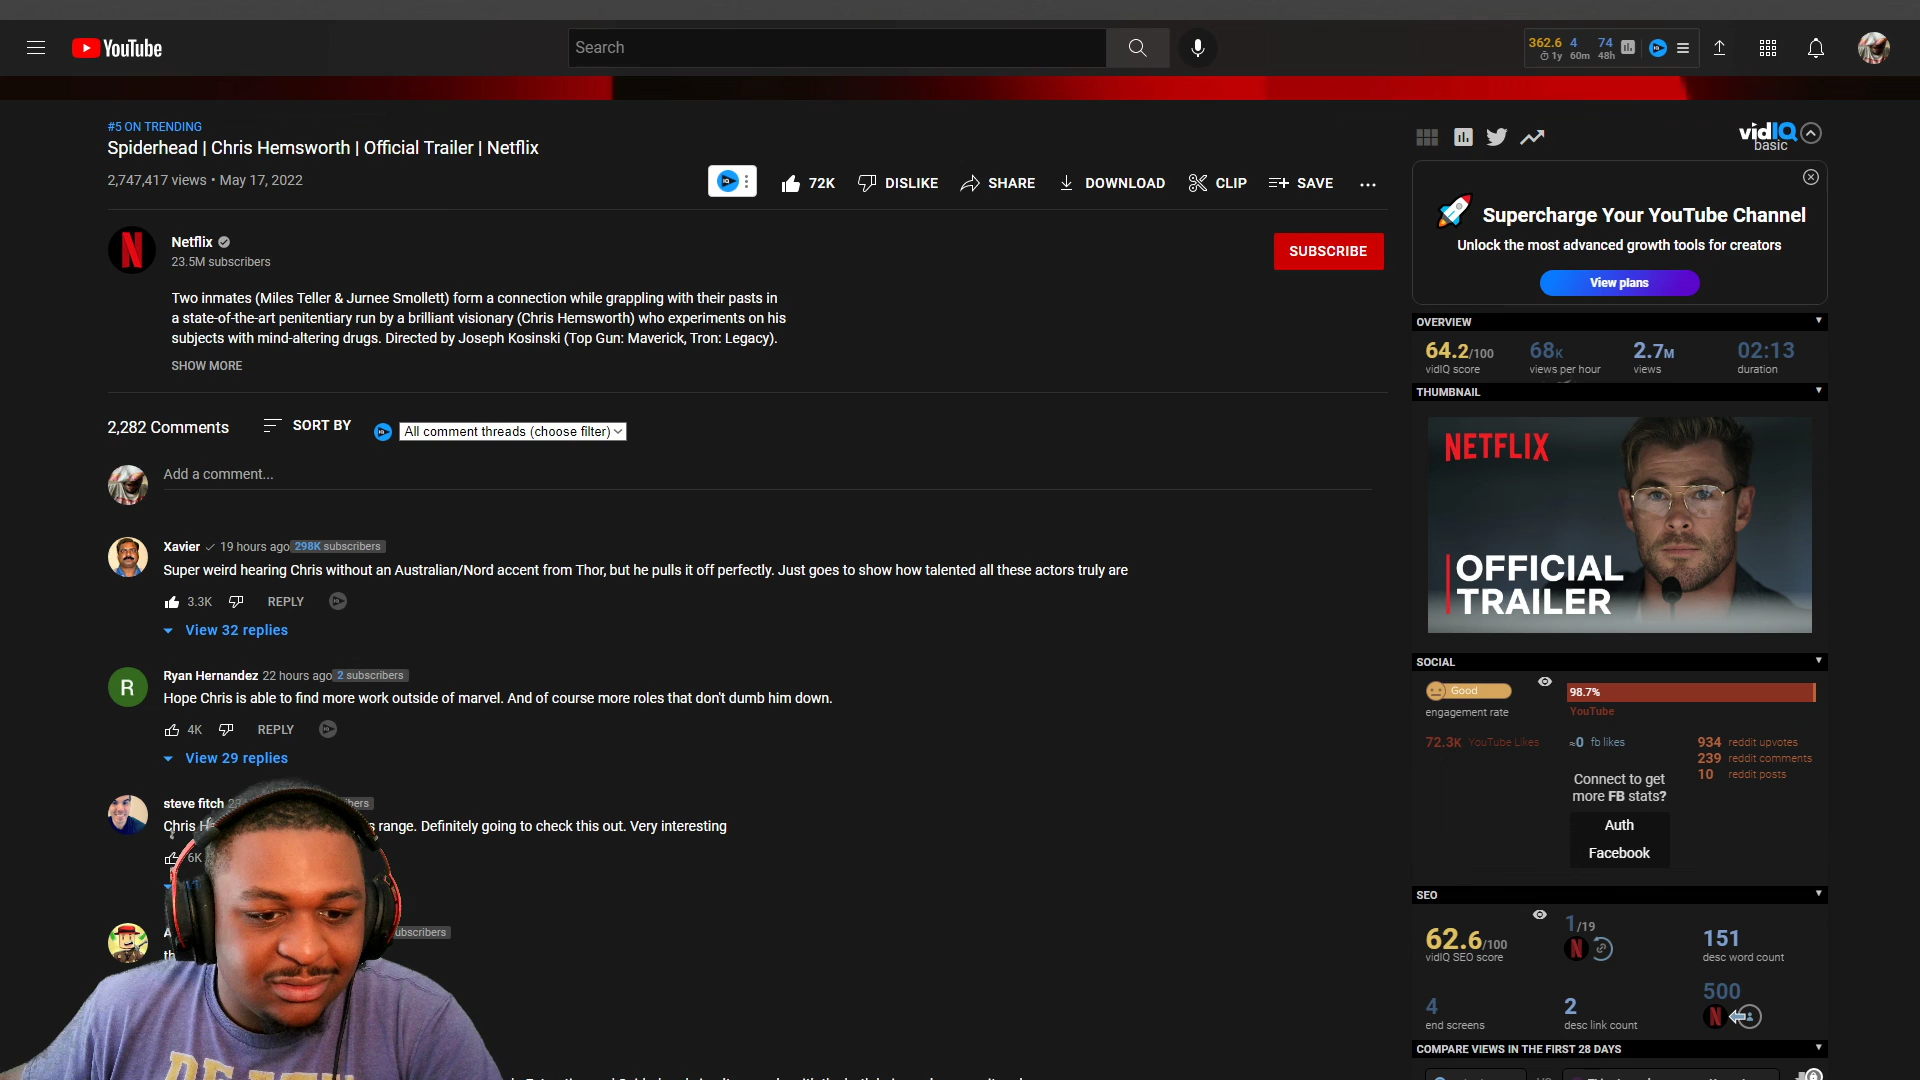 YouTube
Search
362.6 4 74
1y 60m 48h
#5 ON TRENDING
Spiderhead | Chris Hemsworth | Official Trailer | Netflix
2,747,417 views • May 17, 2022
72K DISLIKE SHARE DOWNLOAD CLIP SAVE
Netflix
23.5M subscribers
SUBSCRIBE
Two inmates (Miles Teller & Jurnee Smollett) form a connection while grappling with their pasts in
a state-of-the-art penitentiary run by a brilliant visionary (Chris Hemsworth) who experiments on his
subjects with mind-altering drugs. Directed by Joseph Kosinski (Top Gun: Maverick, Tron: Legacy).
SHOW MORE
2,282 Comments SORT BY All comment threads (choose filter)
Add a comment...
Xavier 19 hours ago 298K subscribers
Super weird hearing Chris without an Australian/Nord accent from Thor, but he pulls it off perfectly. Just goes to show how talented all these actors truly are
3.3K REPLY
View 32 replies
R
Ryan Hernandez 22 hours ago 2 subscribers
Hope Chris is able to find more work outside of marvel. And of course more roles that don't dumb him down.
4K REPLY
View 29 replies
steve fitch
Chris range. Definitely going to check this out. Very interesting
6K
vidIQ
basic
Supercharge Your YouTube Channel
Unlock the most advanced growth tools for creators
View plans
OVERVIEW
64.2/100 68K 2.7M 02:13
vidIQ score views per hour views duration
THUMBNAIL
NETFLIX
OFFICIAL
TRAILER
SOCIAL
Good 98.7%
engagement rate YouTube
72.3K YouTube Likes ≈0 fb likes 934 reddit upvotes
239 reddit comments
10 reddit posts
Connect to get
more FB stats?
Auth
Facebook
SEO
62.6/100 1/19 151
vidIQ SEO score desc word count
500
4 2
end screens desc link count
COMPARE VIEWS IN THE FIRST 28 DAYS